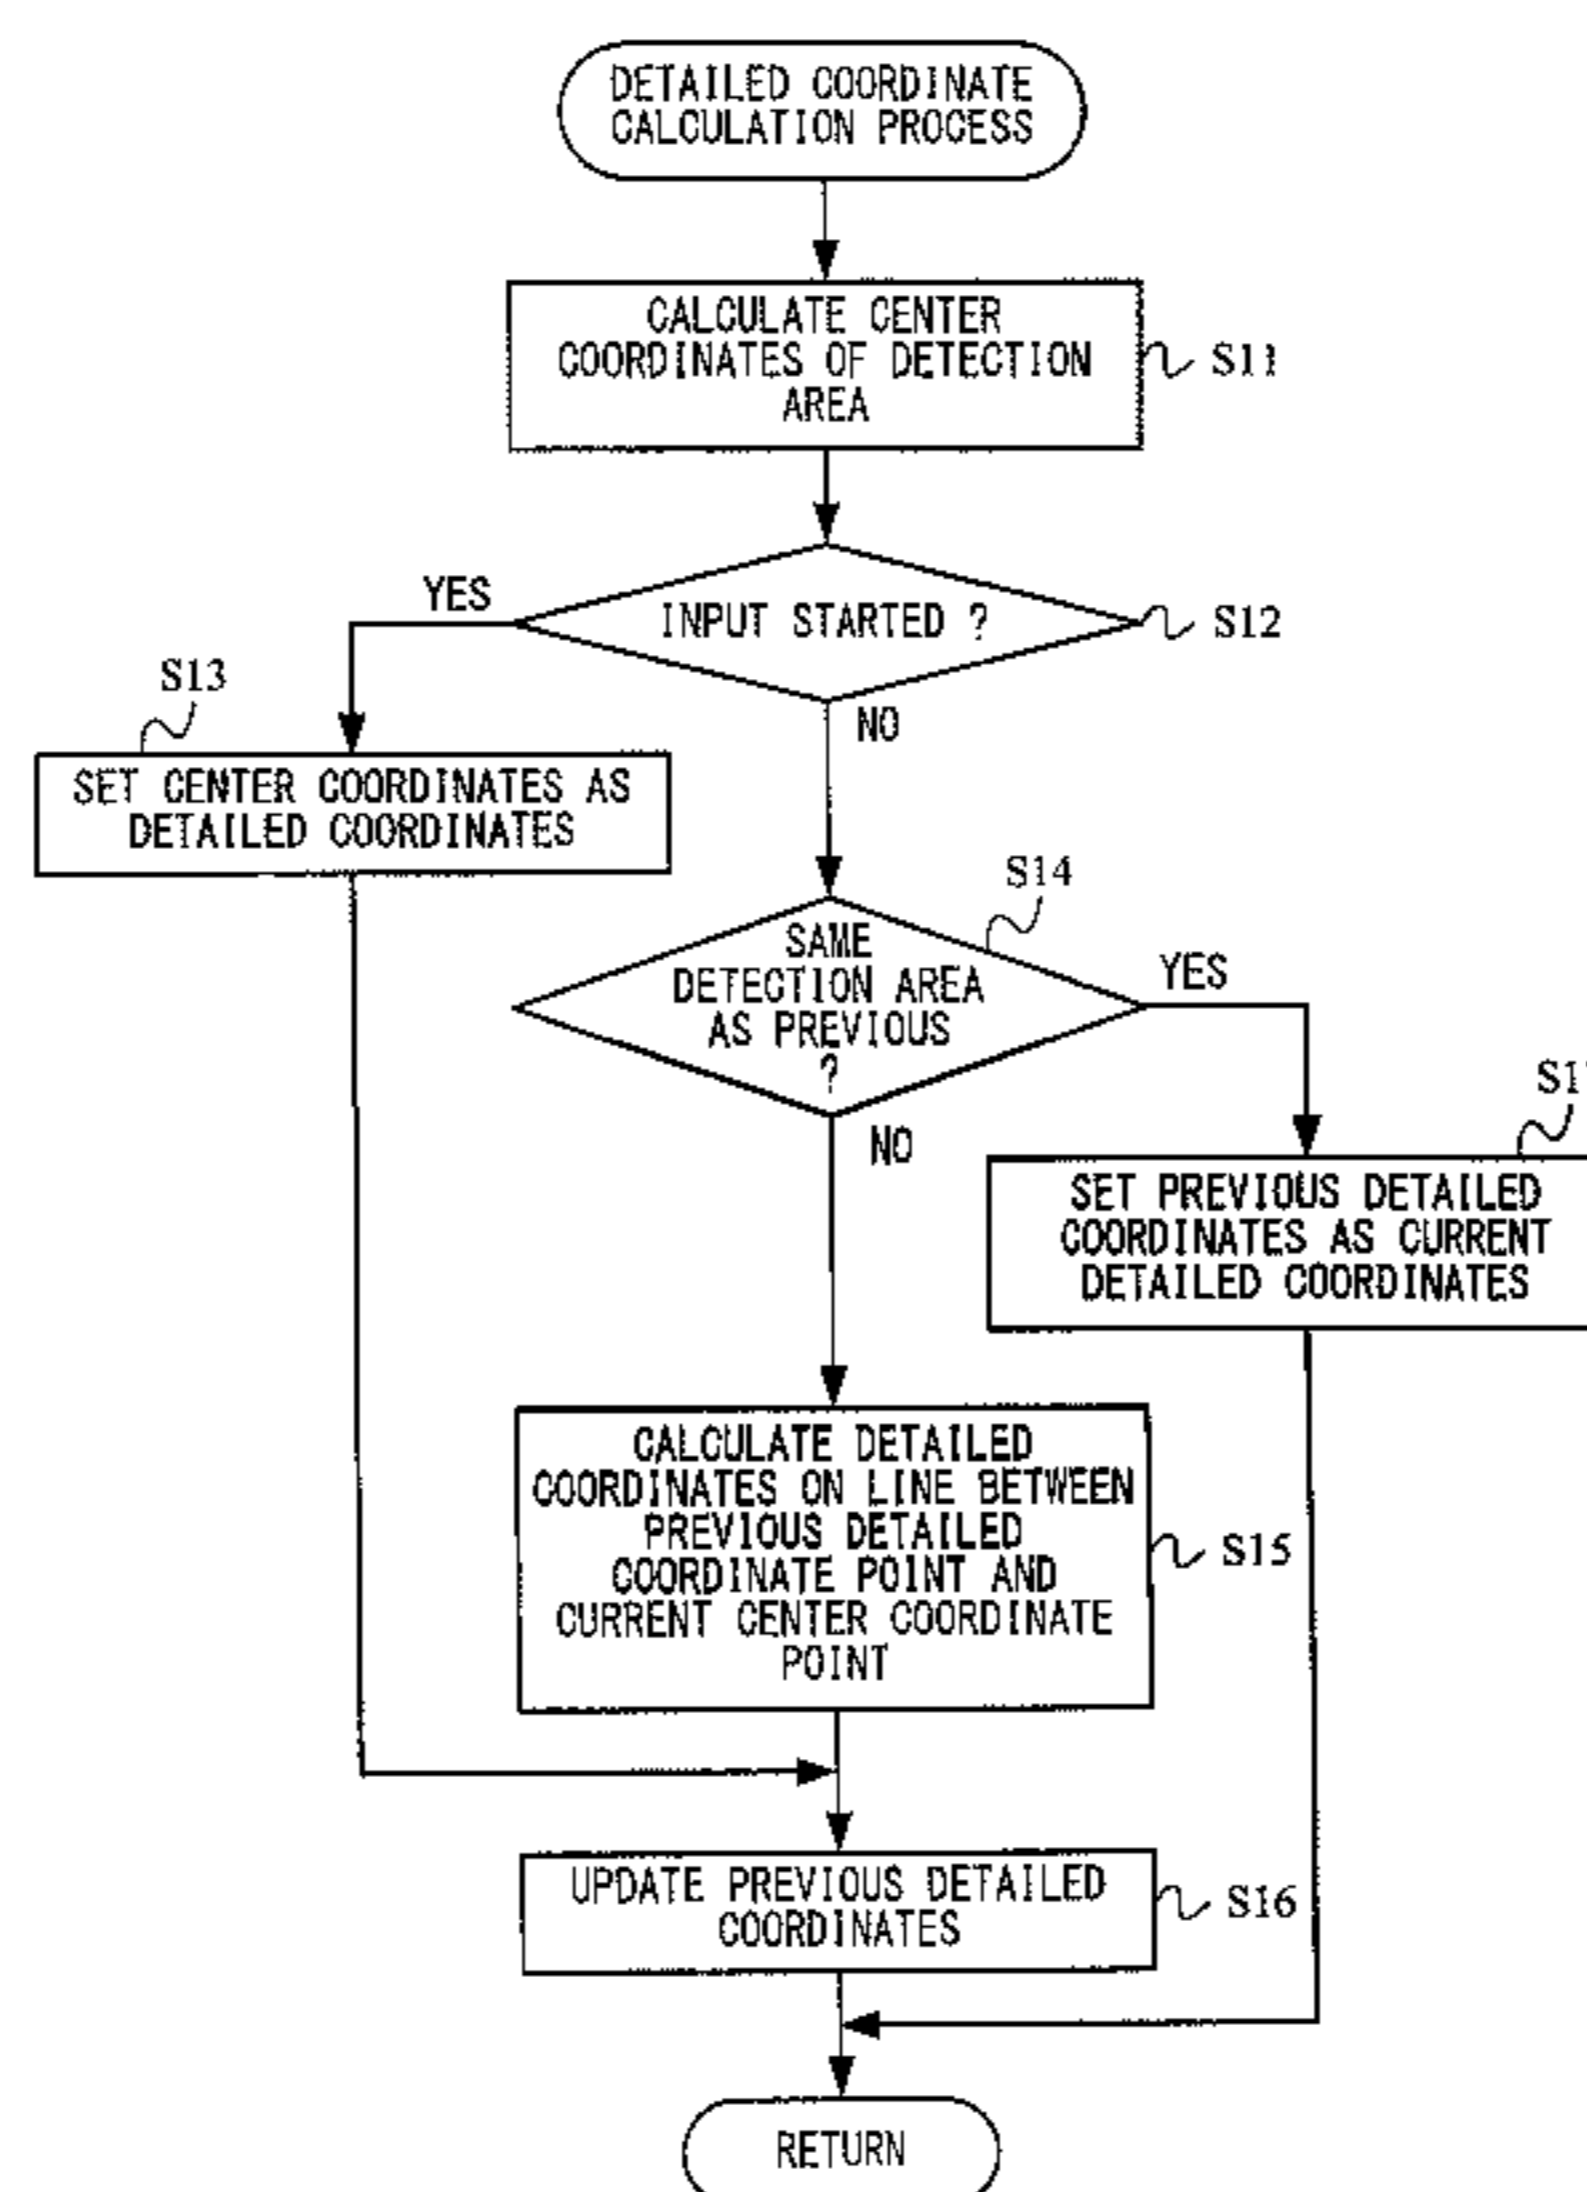 DETAILED COORDINATE
CALCULATION PROCESS
CALCULATE CENTER
COORDINATES OF DETECTION
AREA
S11
YES
INPUT STARTED ?
S12
S13
NO
SET CENTER COORDINATES AS
DETAILED COORDINATES
S14
SAME
DETECTION AREA
AS PREVIOUS
?
YES
NO
SET PREVIOUS DETAILED
COORDINATES AS CURRENT
DETAILED COORDINATES
CALCULATE DETAILED
COORDINATES ON LINE BETWEEN
PREVIOUS DETAILED
COORDINATE POINT AND
CURRENT CENTER COORDINATE
POINT
S15
UPDATE PREVIOUS DETAILED
COORDINATES
S16
RETURN